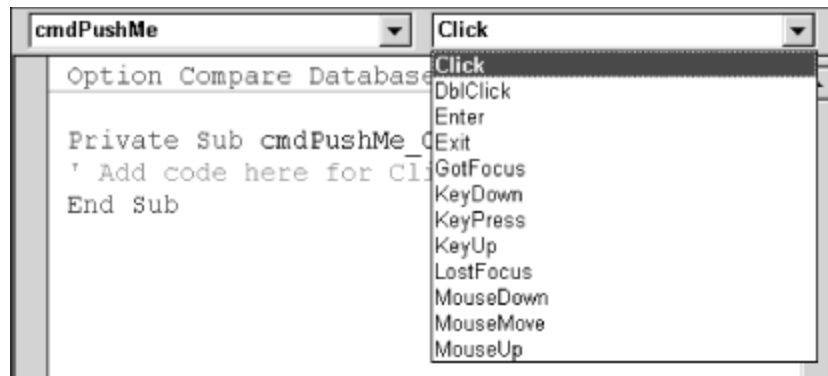 cmdPushMe
Click
Option Compare Database
Private Sub cmdPushMe_C
' Add code here for Cli
End Sub
Click
DblClick
Enter
Exit
GotFocus
KeyDown
KeyPress
KeyUp
LostFocus
MouseDown
MouseMove
MouseUp